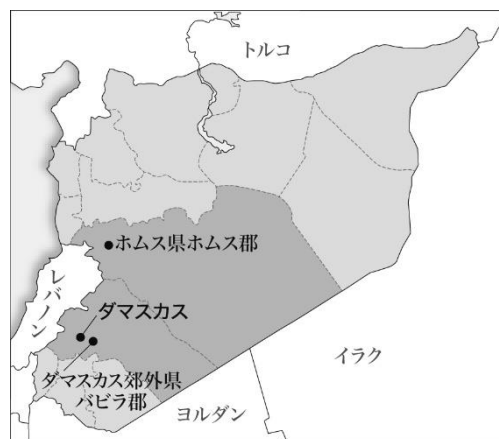 トルコ
ホムス県ホムス郡
レバノン
ダマスカス
ダマスカス郊外県
バビラ郡
イラク
ヨルダン